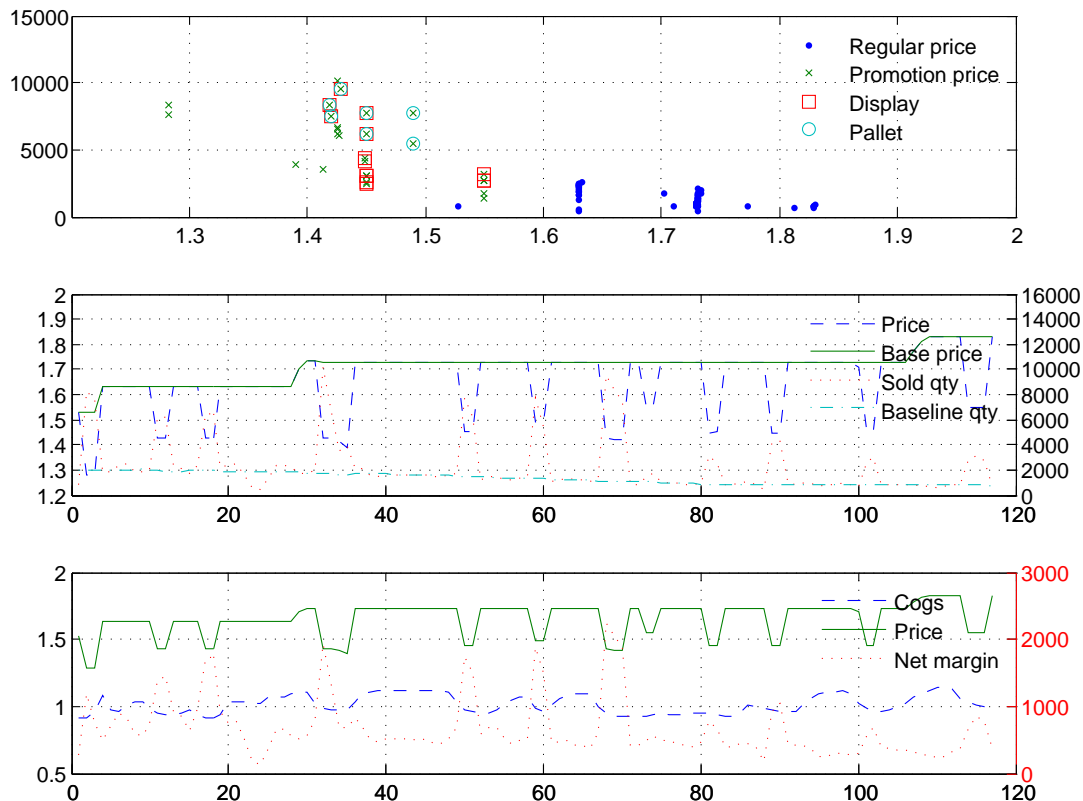 15000
10000
5000
0
1.3 1.4 1.5 1.6 1.7 1.8 1.9 2
Regular price
Promotion price
Display
Pallet
2 16000
1.9 14000
1.8 12000
1.7 10000
1.6 8000
1.5 6000
1.4 4000
1.3 2000
1.2 0
0 20 40 60 80 100 120
Price
Base price
Sold qty
Baseline qty
2 3000
1.5 2000
1 1000
0.5 0
0 20 40 60 80 100 120
Cogs
Price
Net margin